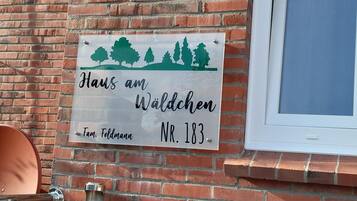 Haus am
Wäldchen
Fam. Feldmann
Nr. 183